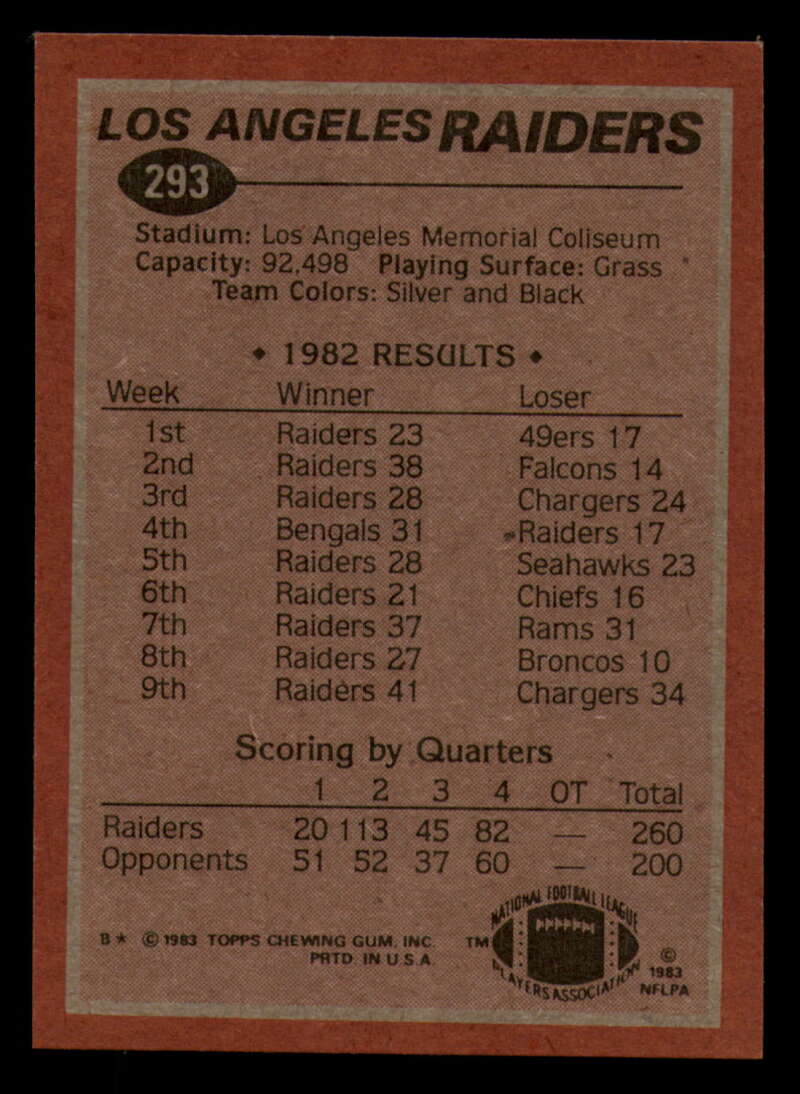 LOS ANGELES RAIDERS
293
Stadium: Los Angeles Memorial Coliseum
Capacity: 92,498 Playing Surface: Grass
Team Colors: Silver and Black
♦ 1982 RESULTS ♦
Week Winner Loser
1st Raiders 23 49ers 17
2nd Raiders 38 Falcons 14
3rd Raiders 28 Chargers 24
4th Bengals 31 Raiders 17
5th Raiders 28 Seahawks 23
6th Raiders 21 Chiefs 16
7th Raiders 37 Rams 31
8th Raiders 27 Broncos 10
9th Raiders 41 Chargers 34
Scoring by Quarters
1 2 3 4 OT Total
Raiders 20 113 45 82 — 260
Opponents 51 52 37 60 — 200
NATIONAL FOOTBALL LEAGUE
PLAYERS ASSOCIATION
B★ © 1983 TOPPS CHEWING GUM, INC. TM
PRTD. IN U.S.A.
© 1983 NFLPA